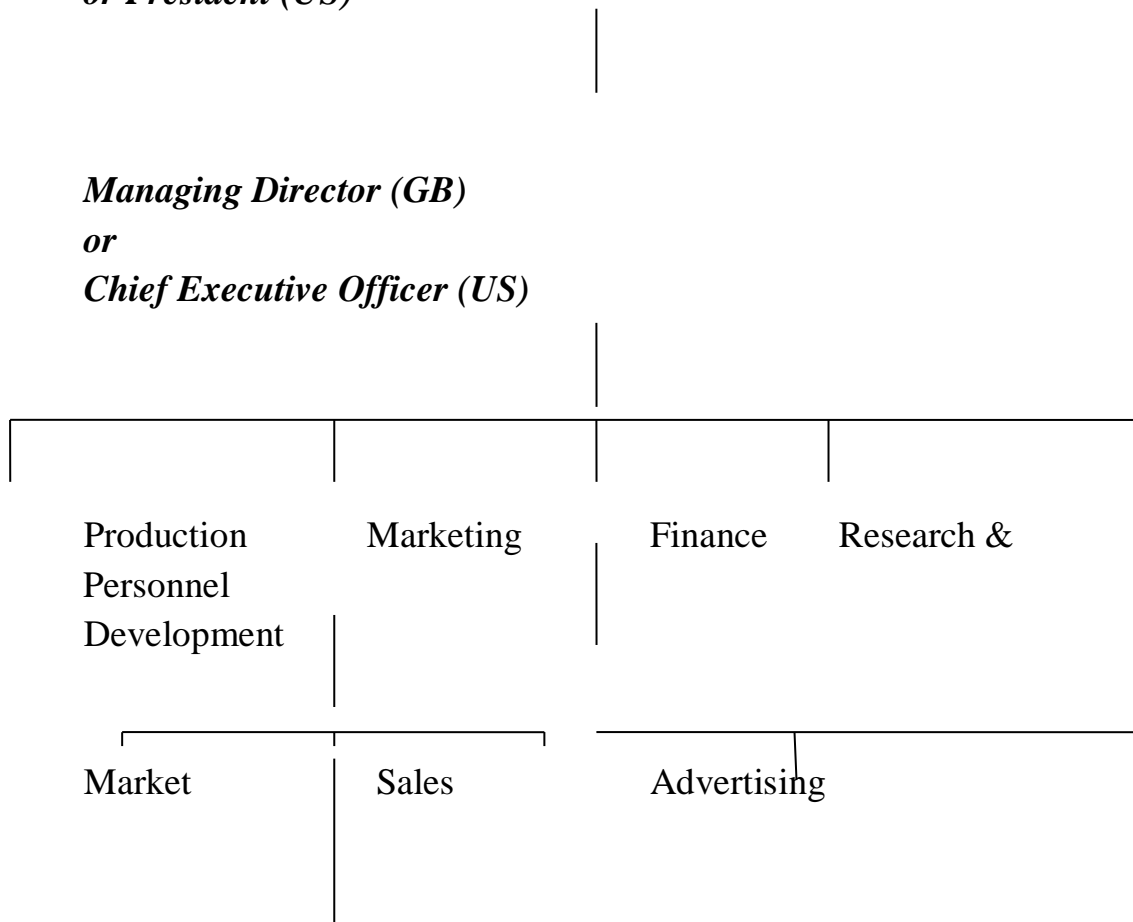 or President (US)
Managing Director (GB)
or
Chief Executive Officer (US)
Production Marketing Finance Research &
Personnel
Development
Market Sales Advertising